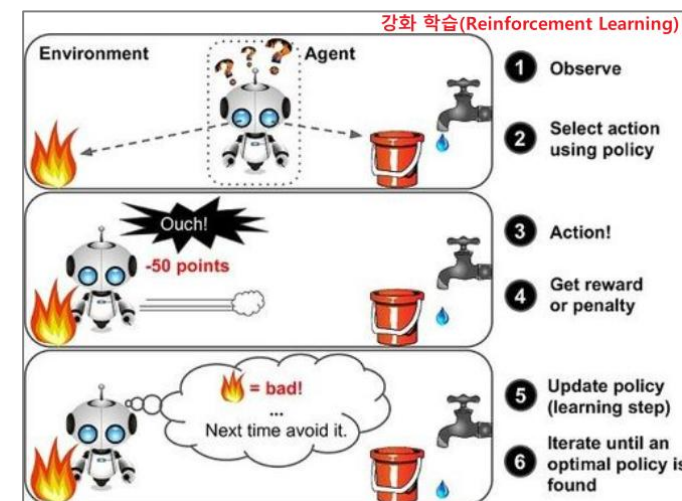 강화 학습(Reinforcement Learning)
Environment
Agent
? ? ?
1 Observe
2 Select action
using policy
Ouch!
-50 points
3 Action!
4 Get reward
or penalty
= bad!
...
Next time avoid it.
5 Update policy
(learning step)
6 Iterate until an
optimal policy is
found